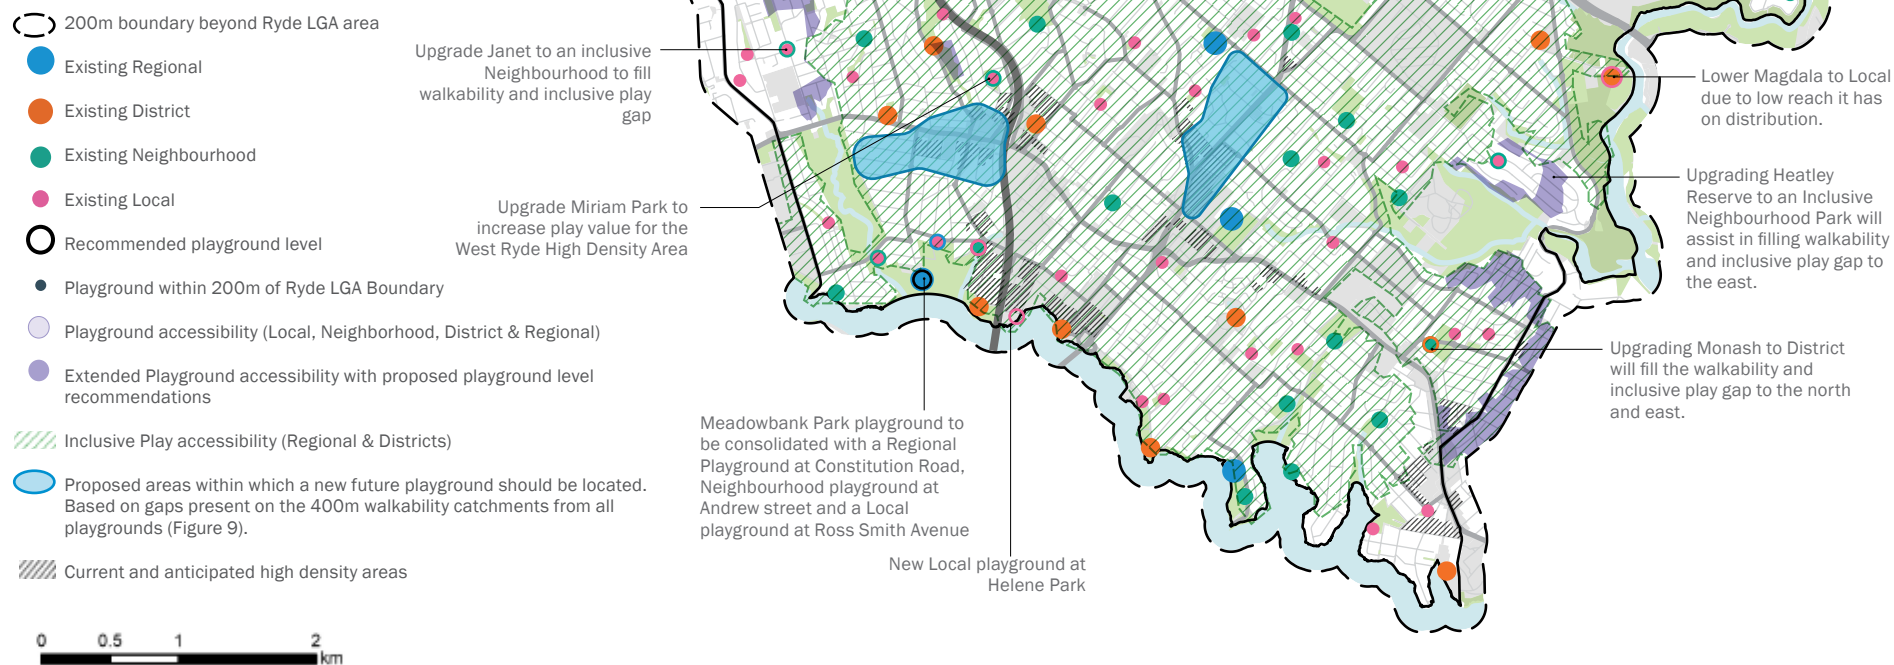 200m boundary beyond Ryde LGA area
Existing Regional
Existing District
Existing Neighbourhood
Existing Local
Recommended playground level
Playground within 200m of Ryde LGA Boundary
Playground accessibility (Local, Neighborhood, District & Regional)
Extended Playground accessibility with proposed playground level
recommendations
Inclusive Play accessibility (Regional & Districts)
Proposed areas within which a new future playground should be located.
Based on gaps present on the 400m walkability catchments from all
playgrounds (Figure 9).
Current and anticipated high density areas
0 0.5 1 2
km
Upgrade Janet to an inclusive
Neighbourhood to fill
walkability and inclusive play
gap
Upgrade Miriam Park to
increase play value for the
West Ryde High Density Area
Meadowbank Park playground to
be consolidated with a Regional
Playground at Constitution Road,
Neighbourhood playground at
Andrew street and a Local
playground at Ross Smith Avenue
New Local playground at
Helene Park
Lower Magdala to Local
due to low reach it has
on distribution.
Upgrading Heatley
Reserve to an Inclusive
Neighbourhood Park will
assist in filling walkability
and inclusive play gap to
the east.
Upgrading Monash to District
will fill the walkability and
inclusive play gap to the north
and east.